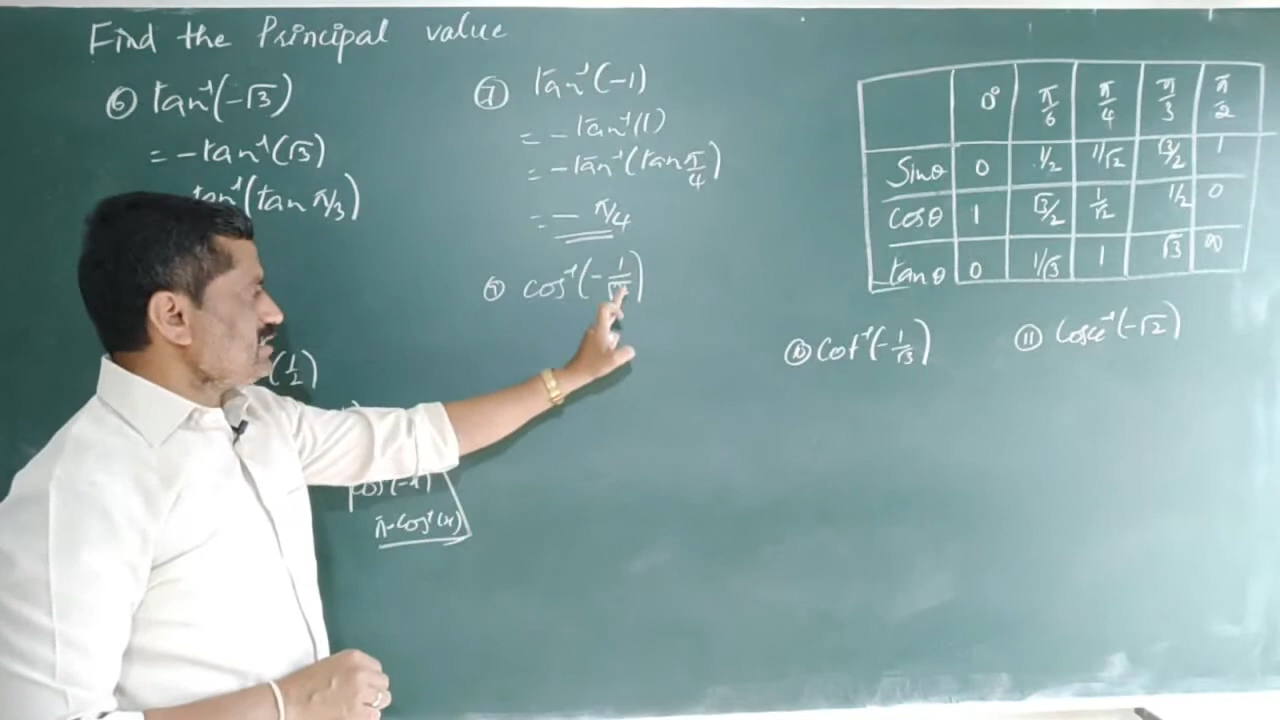 Find the Principal value
⑥ tan⁻¹(-√3)
= -tan⁻¹(√3)
tan⁻¹(tan π/3)
(1/2)
cos⁻¹(-x)
π-cos⁻¹(x)
⑦ tan⁻¹(-1)
= -tan⁻¹(1)
= -tan⁻¹(tan π/4)
= - π/4
cos⁻¹(-1/√2)
0° π/6 π/4 π/3 π/2
Sinθ 0 1/2 1/√2 √3/2 1
cosθ 1 √3/2 1/√2 1/2 0
tanθ 0 1/√3 1 √3 ∞
⑩ Cot⁻¹(-1/√3)
⑪ Cosec⁻¹(-√2)